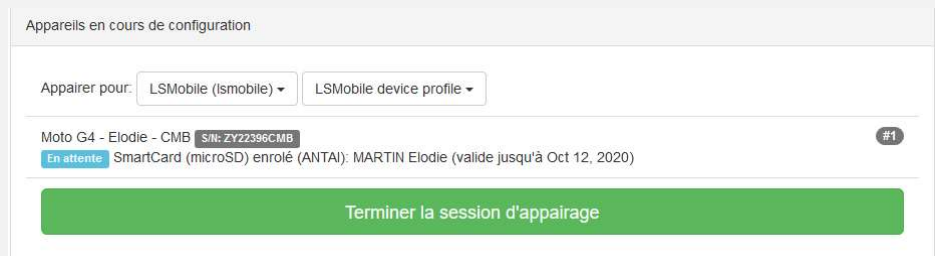 Appareils en cours de configuration
Appairer pour: LSMobile (lsmobile) LSMobile device profile
Moto G4 - Elodie - CMB S/N: ZY22396CMB #1
En attente SmartCard (microSD) enrolé (ANTAI): MARTIN Elodie (valide jusqu'à Oct 12, 2020)
Terminer la session d'appairage